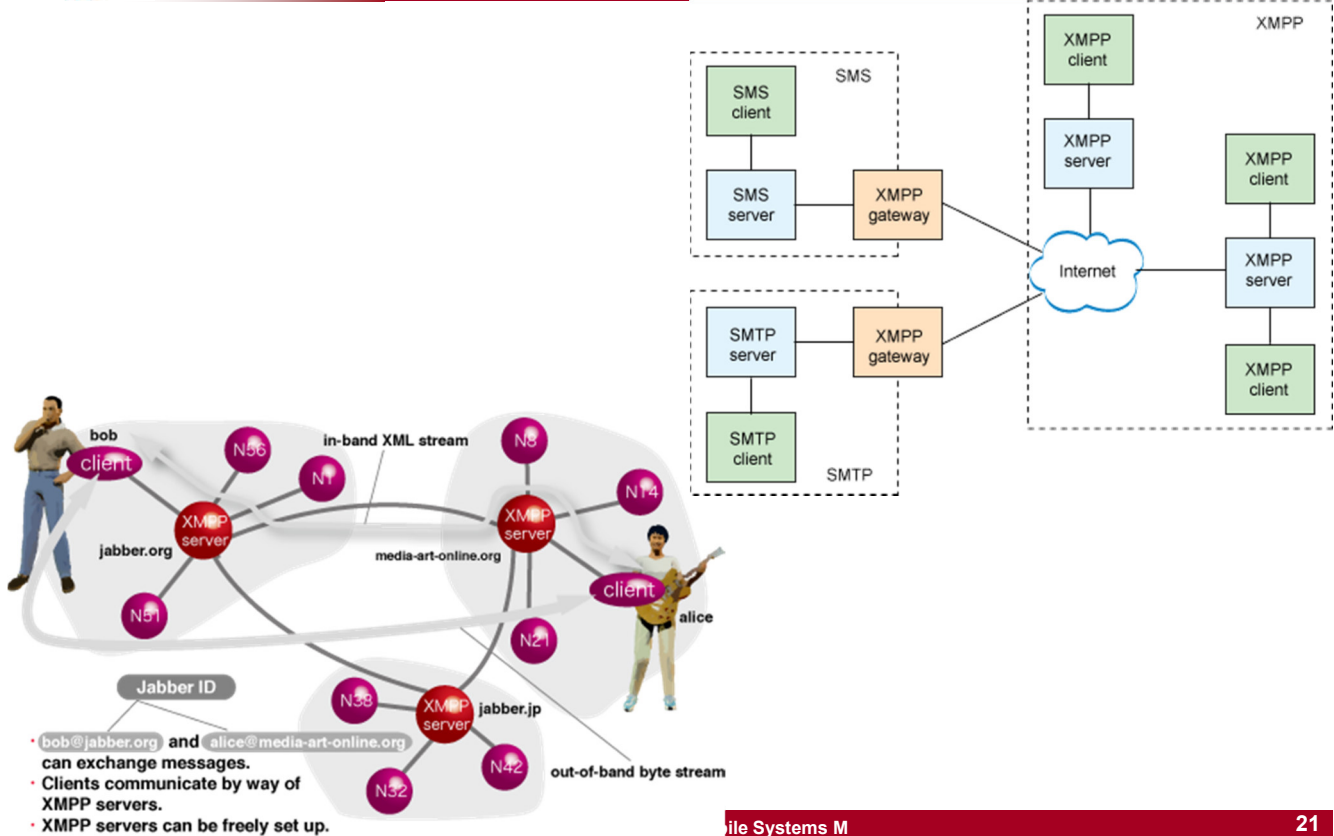 XMPP
XMPP
client
XMPP
server
XMPP
client
XMPP
server
XMPP
client
Internet
SMS
SMS
client
SMS
server
XMPP
gateway
SMTP
server
XMPP
gateway
SMTP
client
SMTP
bob
client
N56
N1
in-band XML stream
N8
N14
XMPP
server
jabber.org
XMPP
server
media-art-online.org
client
alice
N51
N21
Jabber ID
N38
XMPP
server
jabber.jp
N42
N32
out-of-band byte stream
· bob@jabber.org and alice@media-art-online.org
can exchange messages.
· Clients communicate by way of
XMPP servers.
· XMPP servers can be freely set up.
Systems M
21